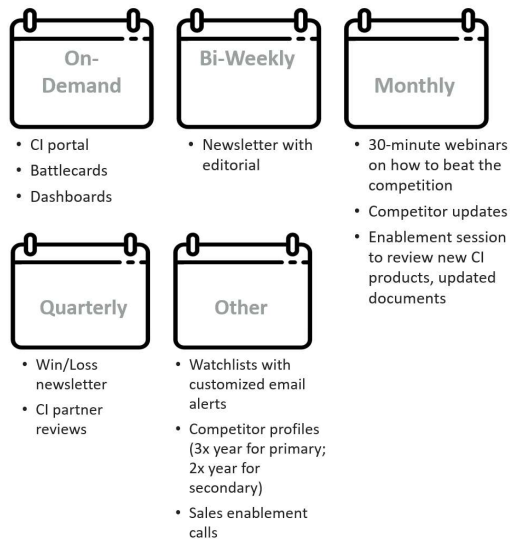 On-
Demand
• CI portal
• Battlecards
• Dashboards
Bi-Weekly
• Newsletter with
editorial
Monthly
• 30-minute webinars
on how to beat the
competition
• Competitor updates
• Enablement session
to review new CI
products, updated
documents
Quarterly
• Win/Loss
newsletter
• CI partner
reviews
Other
• Watchlists with
customized email
alerts
• Competitor profiles
(3x year for primary;
2x year for
secondary)
• Sales enablement
calls